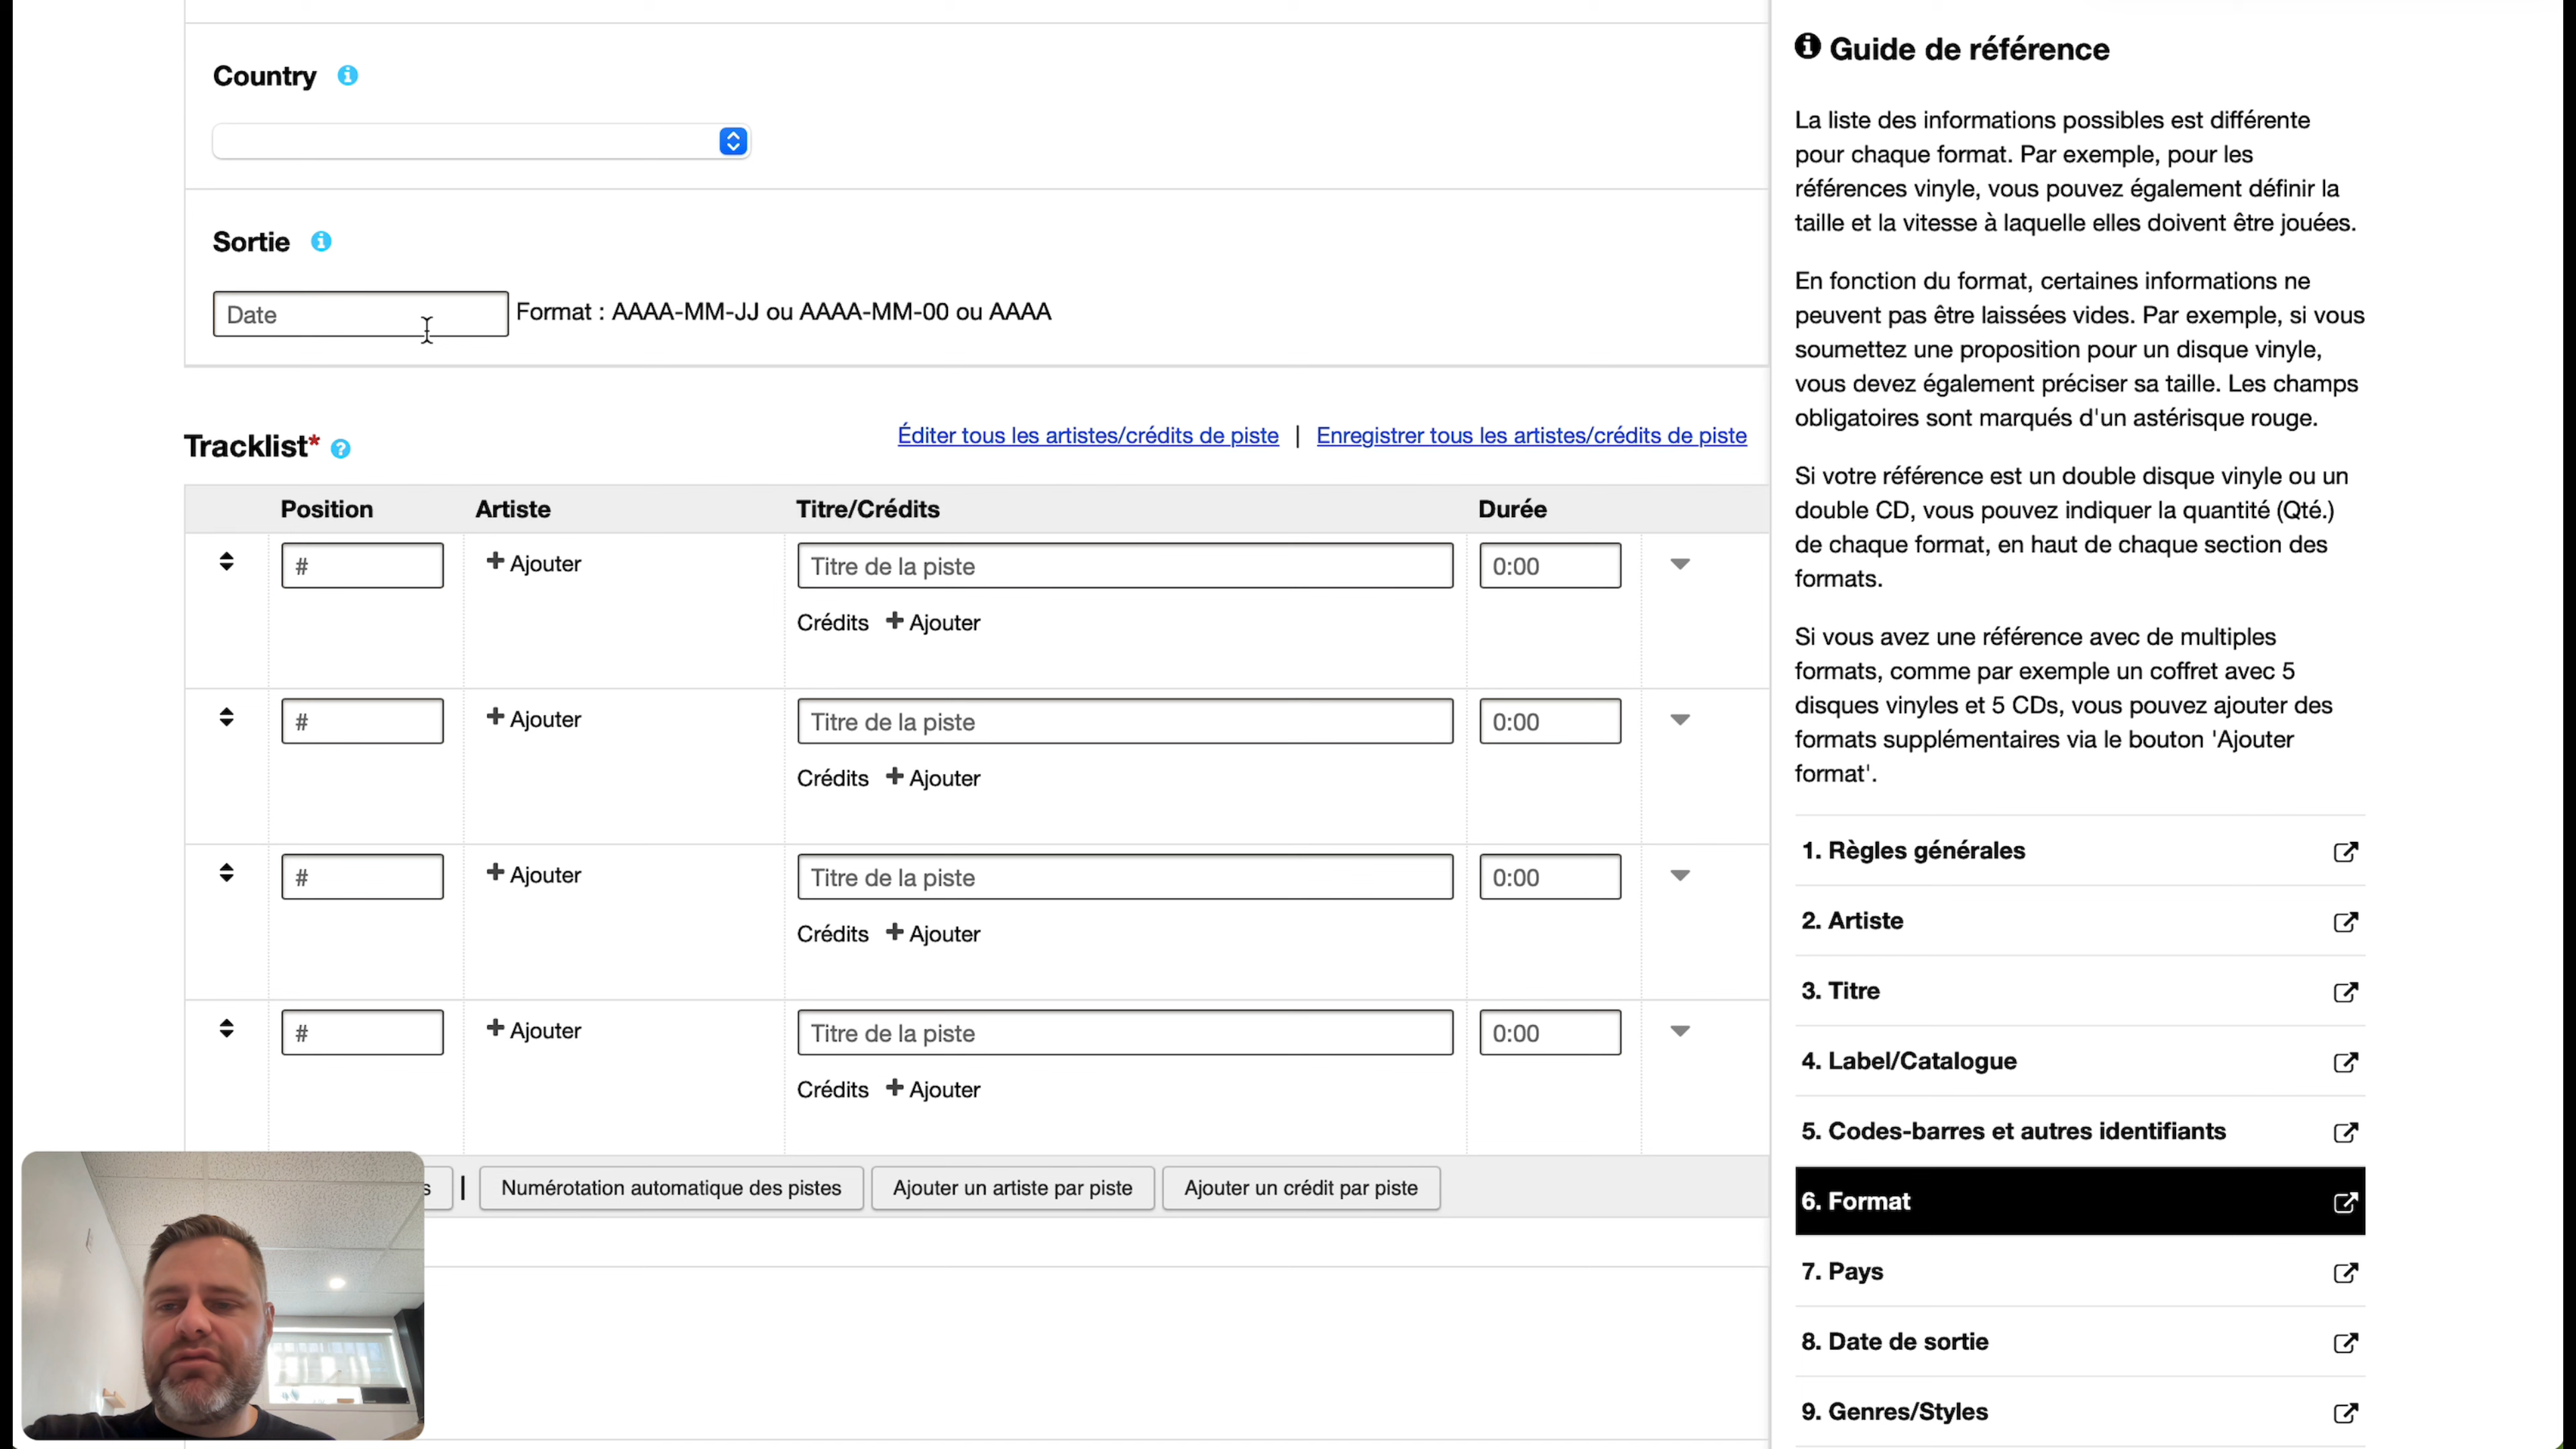 Country
Sortie
Date
Format : AAAA-MM-JJ ou AAAA-MM-00 ou AAAA
Éditer tous les artistes/crédits de piste | Enregistrer tous les artistes/crédits de piste
Tracklist*
Position Artiste Titre/Crédits Durée
# Ajouter Titre de la piste 0:00
Crédits Ajouter
# Ajouter Titre de la piste 0:00
Crédits Ajouter
# Ajouter Titre de la piste 0:00
Crédits Ajouter
# Ajouter Titre de la piste 0:00
Crédits Ajouter
s | Numérotation automatique des pistes Ajouter un artiste par piste Ajouter un crédit par piste
Guide de référence
La liste des informations possibles est différente
pour chaque format. Par exemple, pour les
références vinyle, vous pouvez également définir la
taille et la vitesse à laquelle elles doivent être jouées.
En fonction du format, certaines informations ne
peuvent pas être laissées vides. Par exemple, si vous
soumettez une proposition pour un disque vinyle,
vous devez également préciser sa taille. Les champs
obligatoires sont marqués d'un astérisque rouge.
Si votre référence est un double disque vinyle ou un
double CD, vous pouvez indiquer la quantité (Qté.)
de chaque format, en haut de chaque section des
formats.
Si vous avez une référence avec de multiples
formats, comme par exemple un coffret avec 5
disques vinyles et 5 CDs, vous pouvez ajouter des
formats supplémentaires via le bouton 'Ajouter
format'.
1. Règles générales
2. Artiste
3. Titre
4. Label/Catalogue
5. Codes-barres et autres identifiants
6. Format
7. Pays
8. Date de sortie
9. Genres/Styles